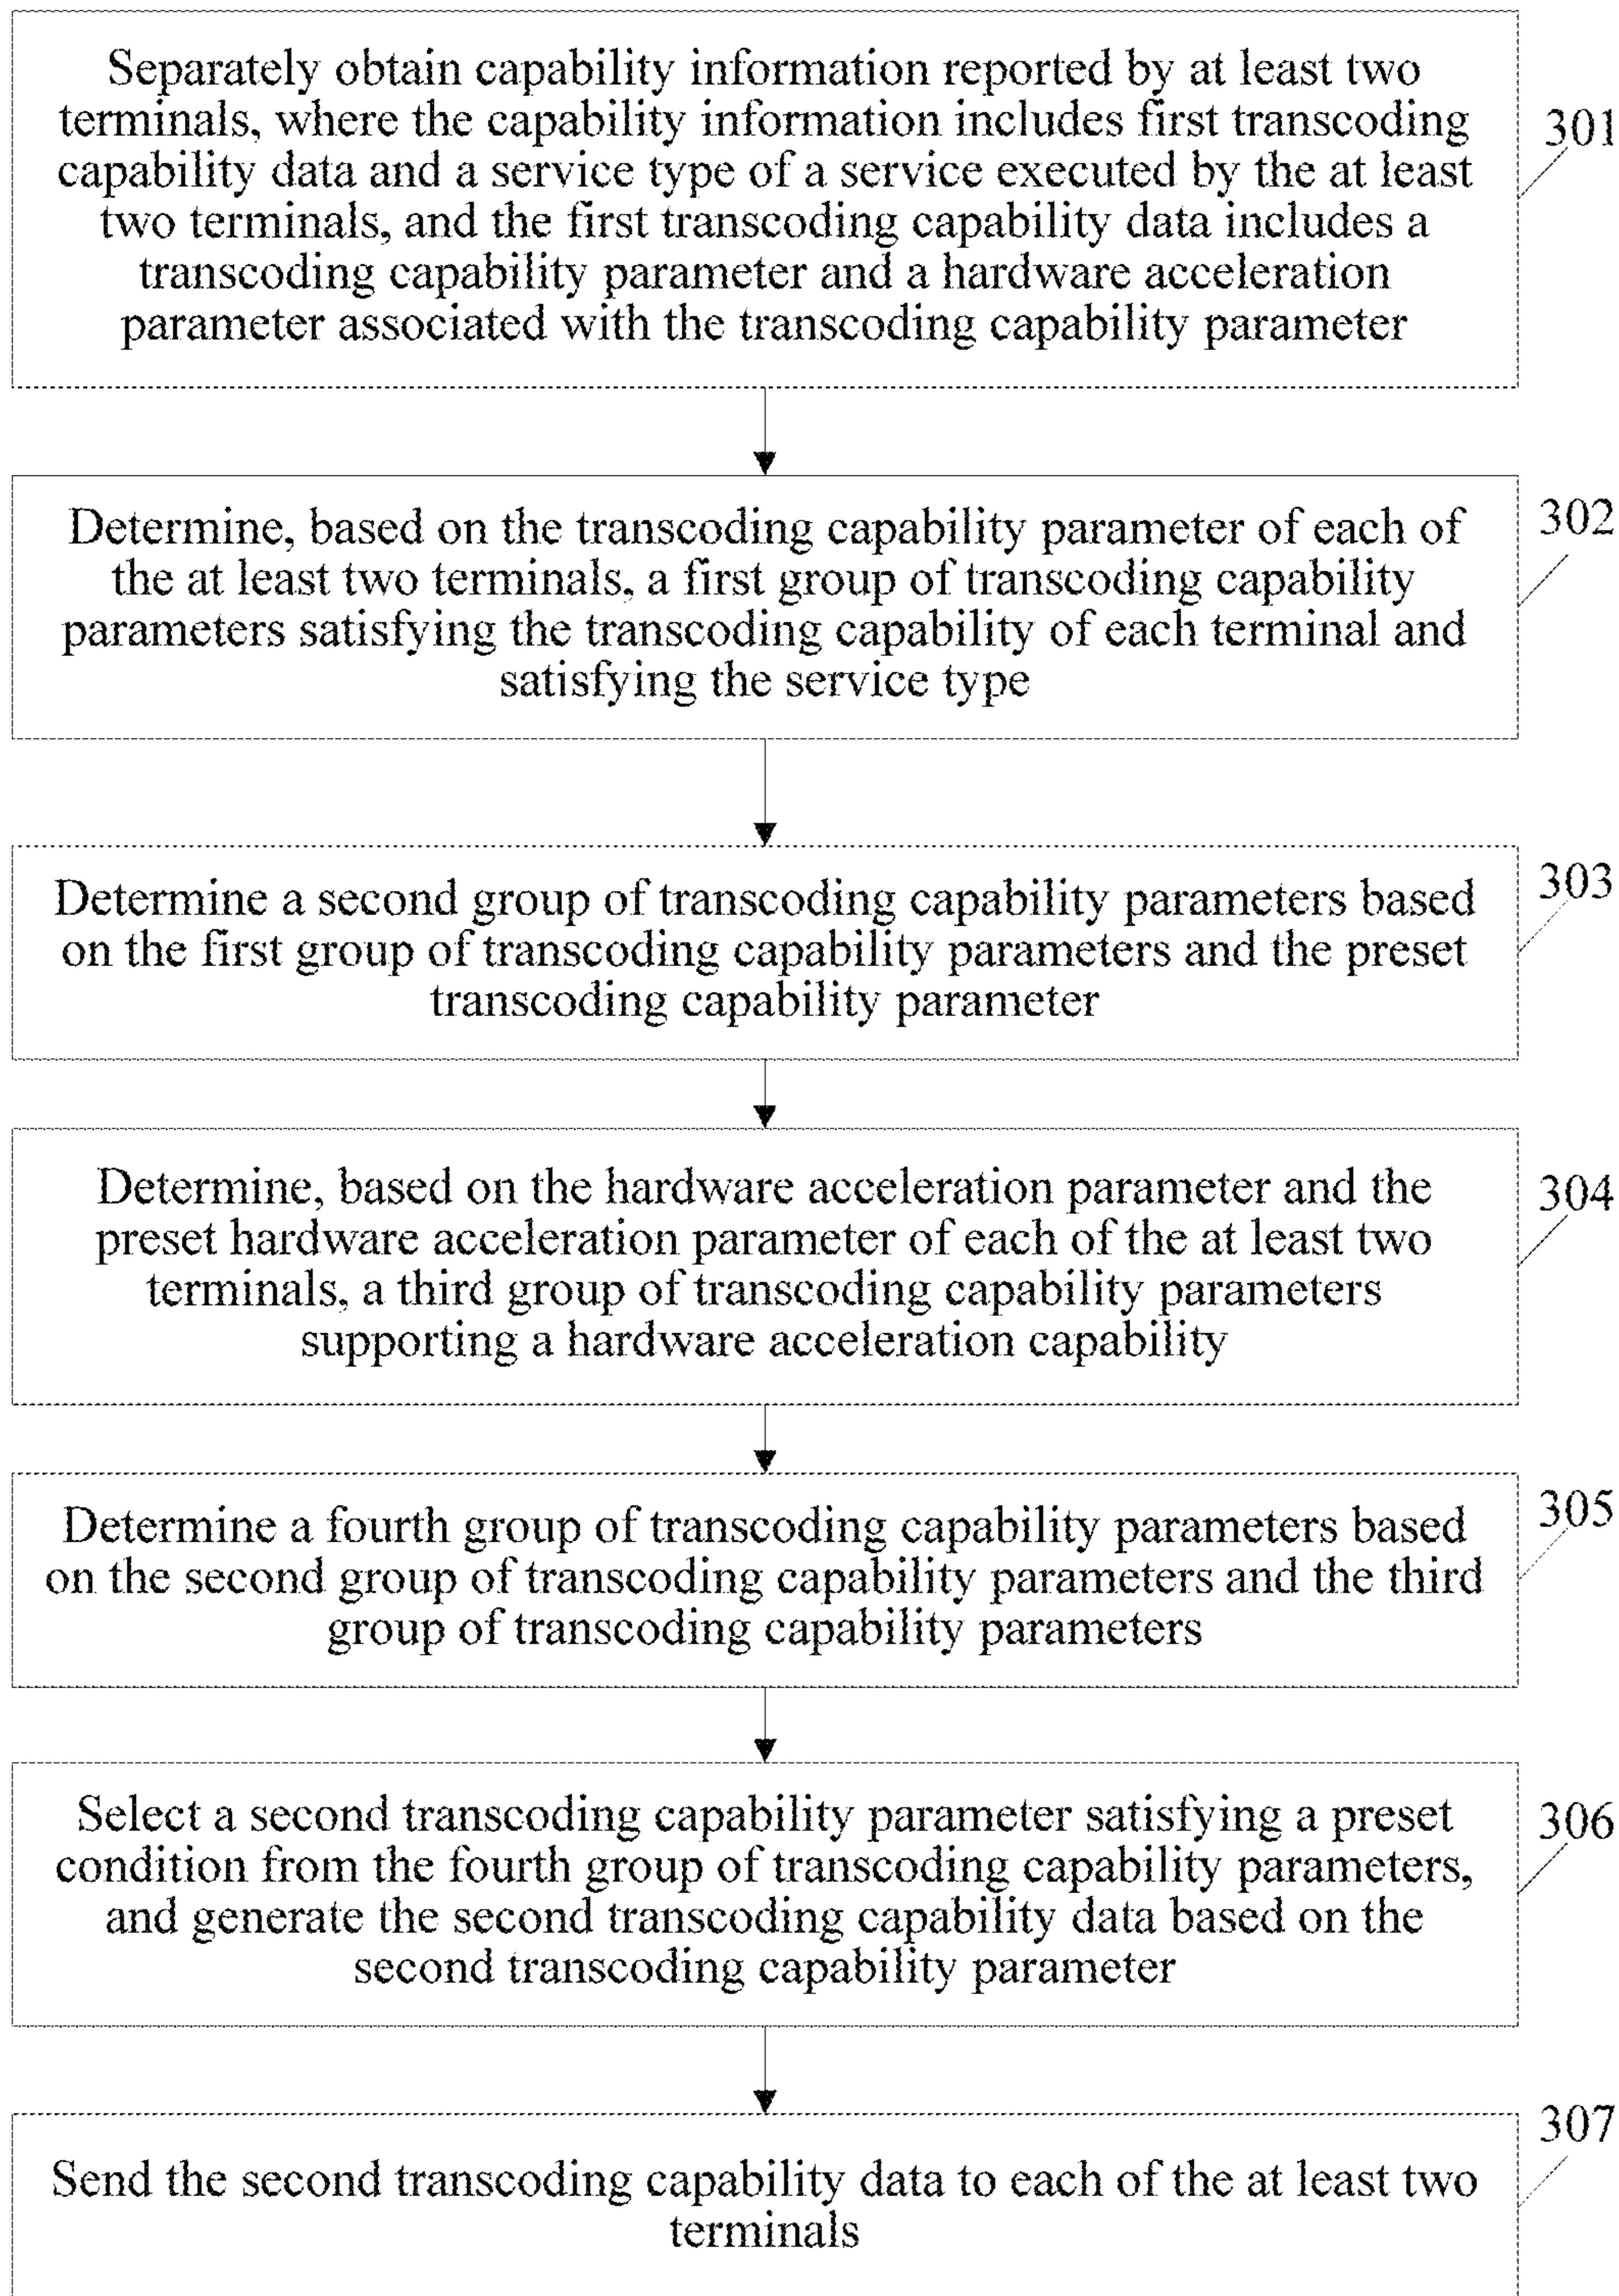 Separately obtain capability information reported by at least two
terminals, where the capability information includes first transcoding
capability data and a service type of a service executed by the at least
two terminals, and the first transcoding capability data includes a
transcoding capability parameter and a hardware acceleration
parameter associated with the transcoding capability parameter
301
Determine, based on the transcoding capability parameter of each of
the at least two terminals, a first group of transcoding capability
parameters satisfying the transcoding capability of each terminal and
satisfying the service type
302
Determine a second group of transcoding capability parameters based
on the first group of transcoding capability parameters and the preset
transcoding capability parameter
303
Determine, based on the hardware acceleration parameter and the
preset hardware acceleration parameter of each of the at least two
terminals, a third group of transcoding capability parameters
supporting a hardware acceleration capability
304
Determine a fourth group of transcoding capability parameters based
on the second group of transcoding capability parameters and the third
group of transcoding capability parameters
305
Select a second transcoding capability parameter satisfying a preset
condition from the fourth group of transcoding capability parameters,
and generate the second transcoding capability data based on the
second transcoding capability parameter
306
Send the second transcoding capability data to each of the at least two
terminals
307